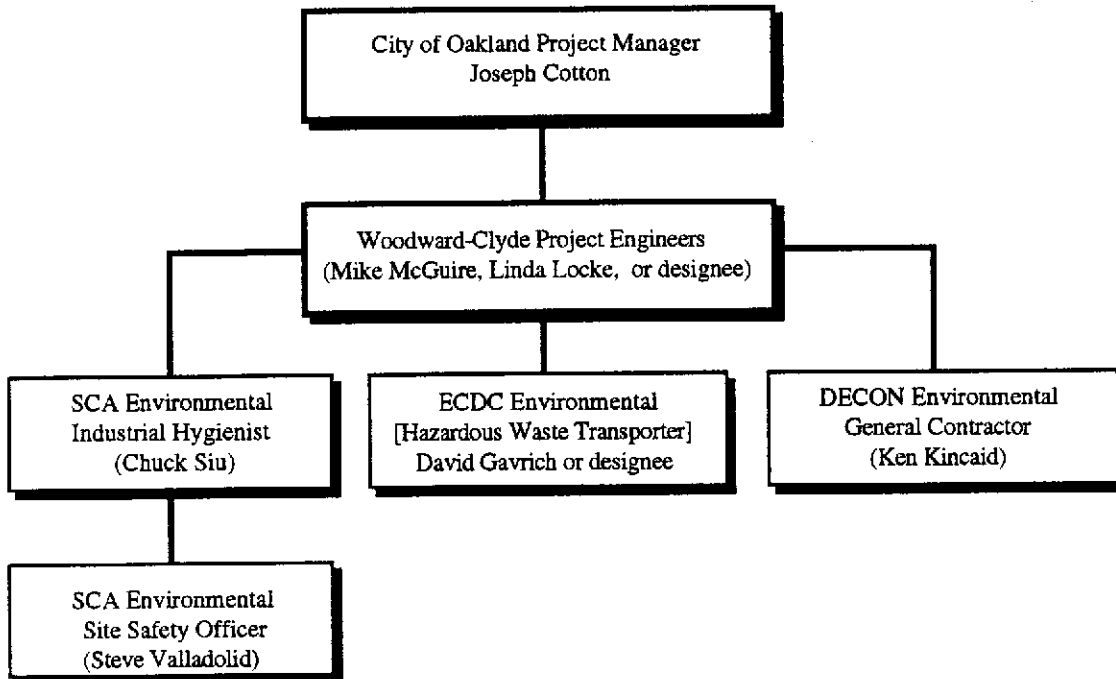 City of Oakland Project Manager
Joseph Cotton
Woodward-Clyde Project Engineers
(Mike McGuire, Linda Locke, or designee)
SCA Environmental
Industrial Hygienist
(Chuck Siu)
ECDC Environmental
[Hazardous Waste Transporter]
David Gavrich or designee
DECON Environmental
General Contractor
(Ken Kincaid)
SCA Environmental
Site Safety Officer
(Steve Valladolid)